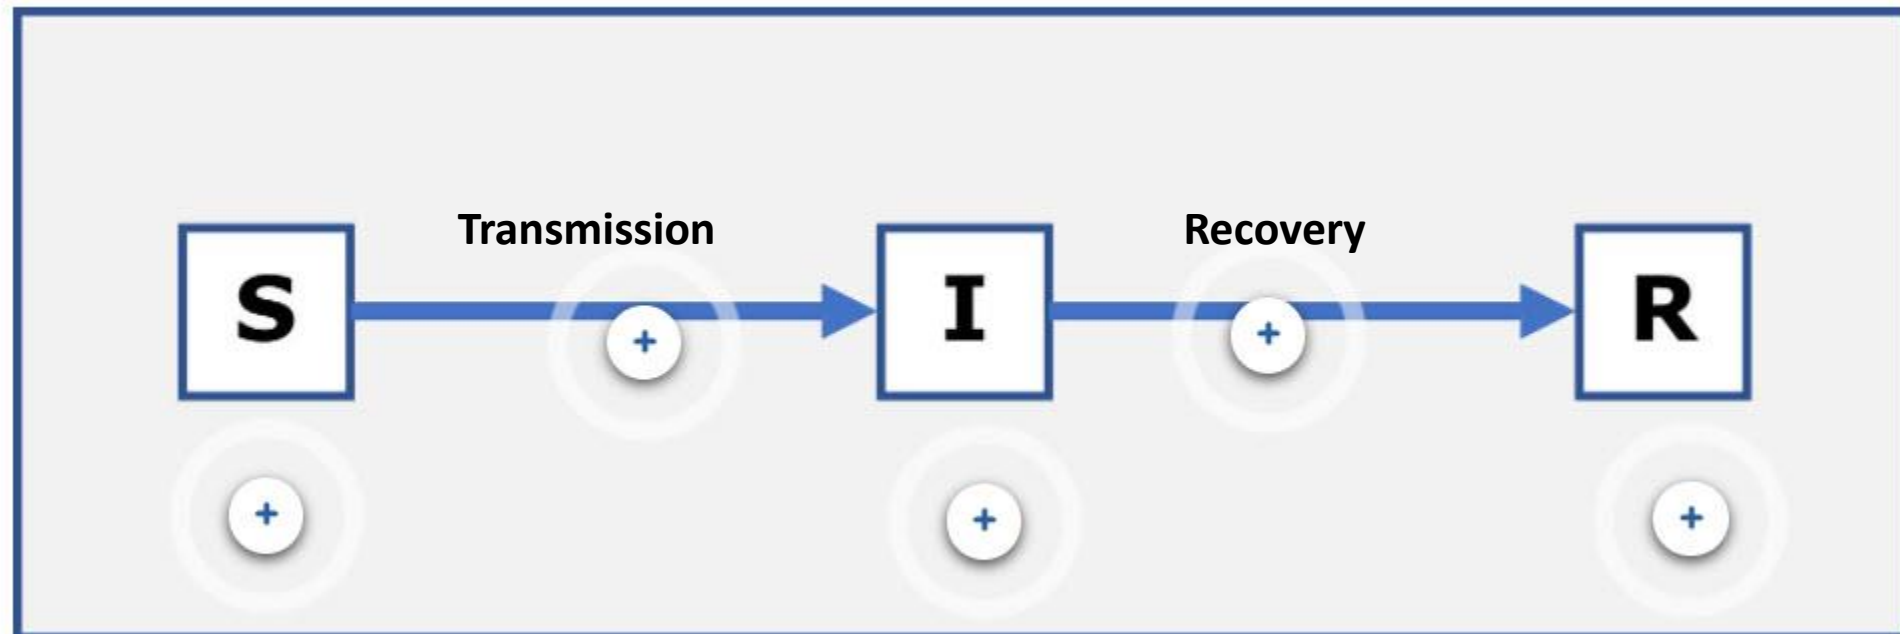 Transmission
Recovery
S
I
R
+
+
+
+
+